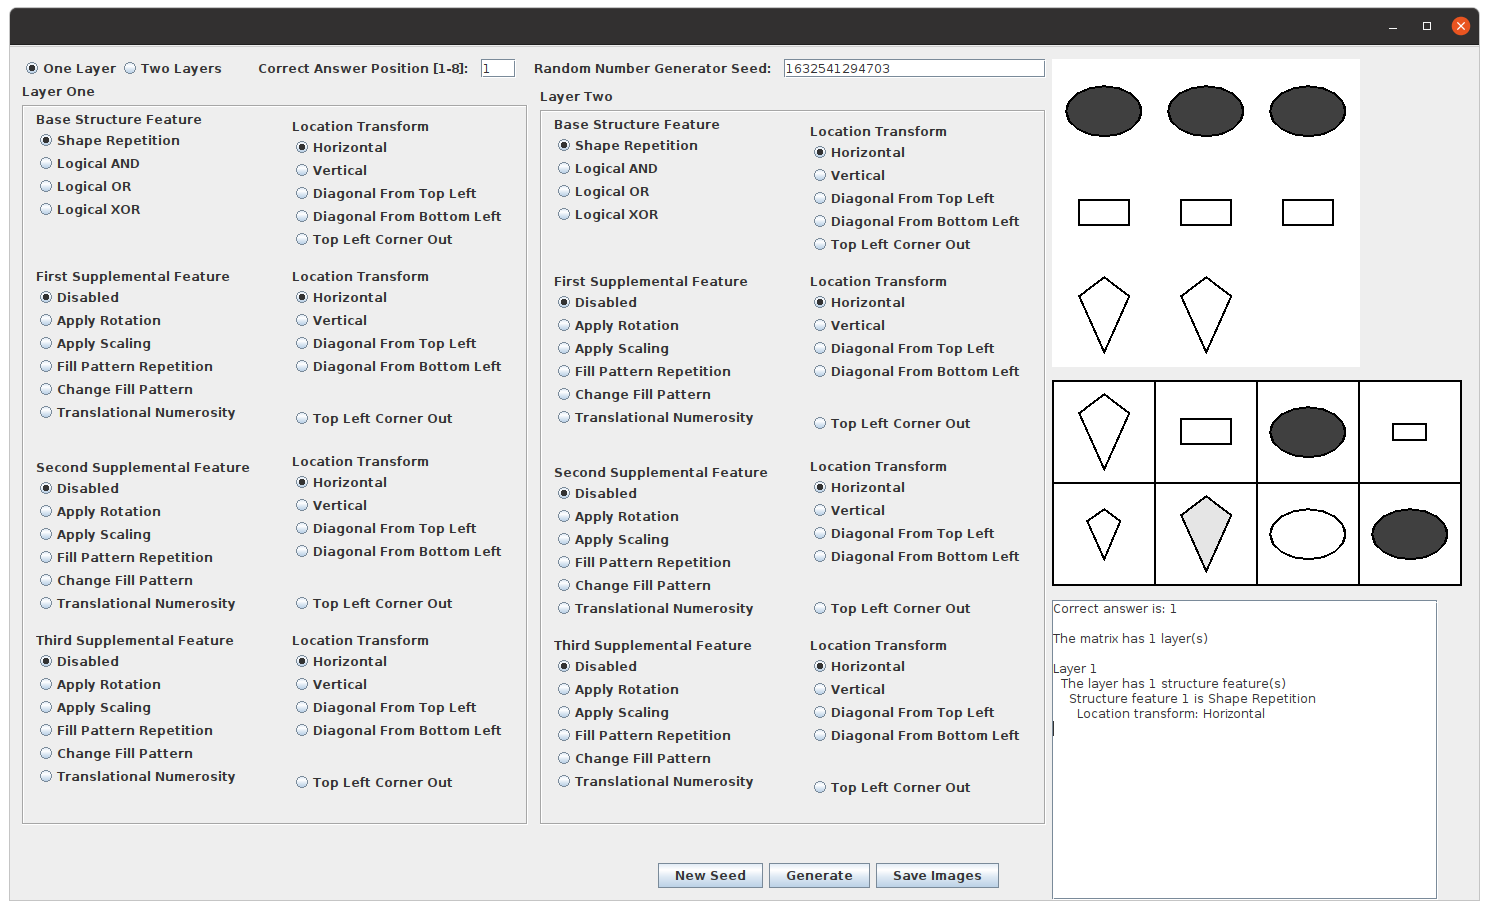 One Layer Two Layers Correct Answer Position [1-8]: 1 Random Number Generator Seed: 1632541294703
Layer One
Base Structure Feature
Shape Repetition
Logical AND
Logical OR
Logical XOR
Location Transform
Horizontal
Vertical
Diagonal From Top Left
Diagonal From Bottom Left
Top Left Corner Out
First Supplemental Feature
Disabled
Apply Rotation
Apply Scaling
Fill Pattern Repetition
Change Fill Pattern
Translational Numerosity
Location Transform
Horizontal
Vertical
Diagonal From Top Left
Diagonal From Bottom Left
Top Left Corner Out
Second Supplemental Feature
Disabled
Apply Rotation
Apply Scaling
Fill Pattern Repetition
Change Fill Pattern
Translational Numerosity
Location Transform
Horizontal
Vertical
Diagonal From Top Left
Diagonal From Bottom Left
Top Left Corner Out
Third Supplemental Feature
Disabled
Apply Rotation
Apply Scaling
Fill Pattern Repetition
Change Fill Pattern
Translational Numerosity
Location Transform
Horizontal
Vertical
Diagonal From Top Left
Diagonal From Bottom Left
Top Left Corner Out
Layer Two
Base Structure Feature
Shape Repetition
Logical AND
Logical OR
Logical XOR
Location Transform
Horizontal
Vertical
Diagonal From Top Left
Diagonal From Bottom Left
Top Left Corner Out
First Supplemental Feature
Disabled
Apply Rotation
Apply Scaling
Fill Pattern Repetition
Change Fill Pattern
Translational Numerosity
Location Transform
Horizontal
Vertical
Diagonal From Top Left
Diagonal From Bottom Left
Top Left Corner Out
Second Supplemental Feature
Disabled
Apply Rotation
Apply Scaling
Fill Pattern Repetition
Change Fill Pattern
Translational Numerosity
Location Transform
Horizontal
Vertical
Diagonal From Top Left
Diagonal From Bottom Left
Top Left Corner Out
Third Supplemental Feature
Disabled
Apply Rotation
Apply Scaling
Fill Pattern Repetition
Change Fill Pattern
Translational Numerosity
Location Transform
Horizontal
Vertical
Diagonal From Top Left
Diagonal From Bottom Left
Top Left Corner Out
Correct answer is: 1
The matrix has 1 layer(s)
Layer 1
The layer has 1 structure feature(s)
Structure feature 1 is Shape Repetition
Location transform: Horizontal
New Seed Generate Save Images